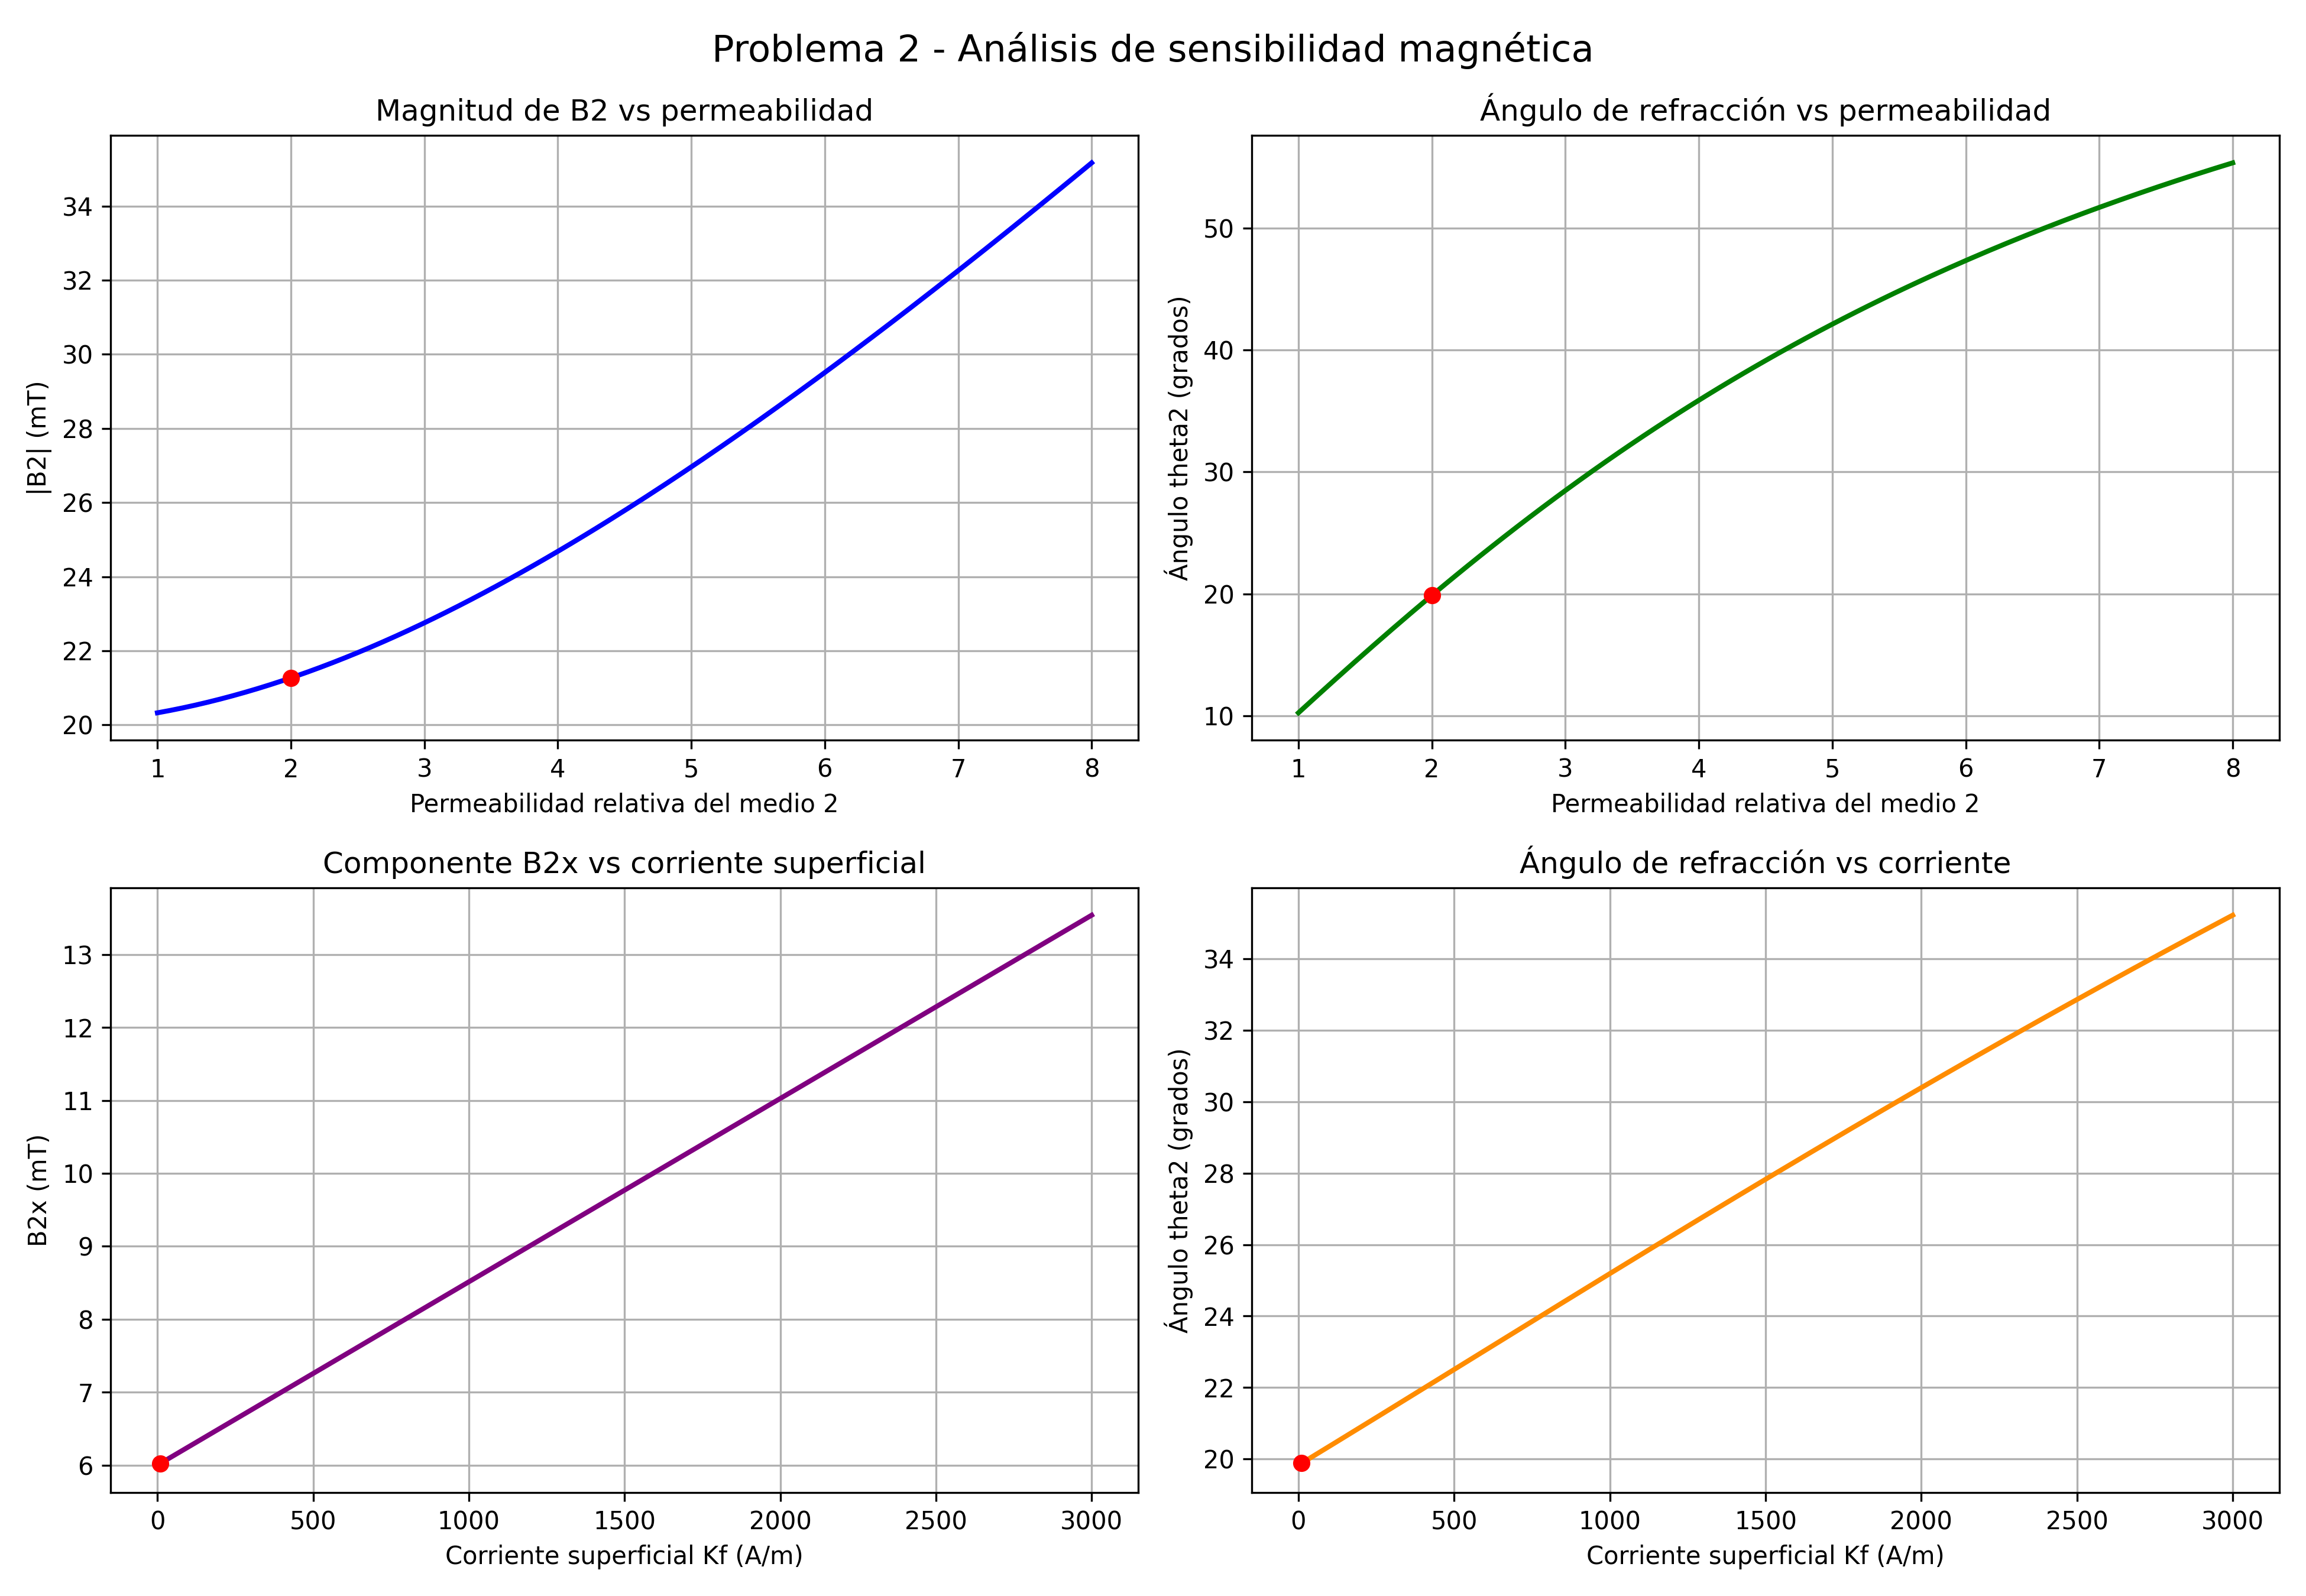 Problema 2 - Análisis de sensibilidad magnética
Magnitud de B2 vs permeabilidad
|B2| (mT)
34
32
30
28
26
24
22
20
1 2 3 4 5 6 7 8
Permeabilidad relativa del medio 2
Ángulo de refracción vs permeabilidad
Ángulo theta2 (grados)
50
40
30
20
10
1 2 3 4 5 6 7 8
Permeabilidad relativa del medio 2
Componente B2x vs corriente superficial
B2x (mT)
13
12
11
10
9
8
7
6
0 500 1000 1500 2000 2500 3000
Corriente superficial Kf (A/m)
Ángulo de refracción vs corriente
Ángulo theta2 (grados)
34
32
30
28
26
24
22
20
0 500 1000 1500 2000 2500 3000
Corriente superficial Kf (A/m)